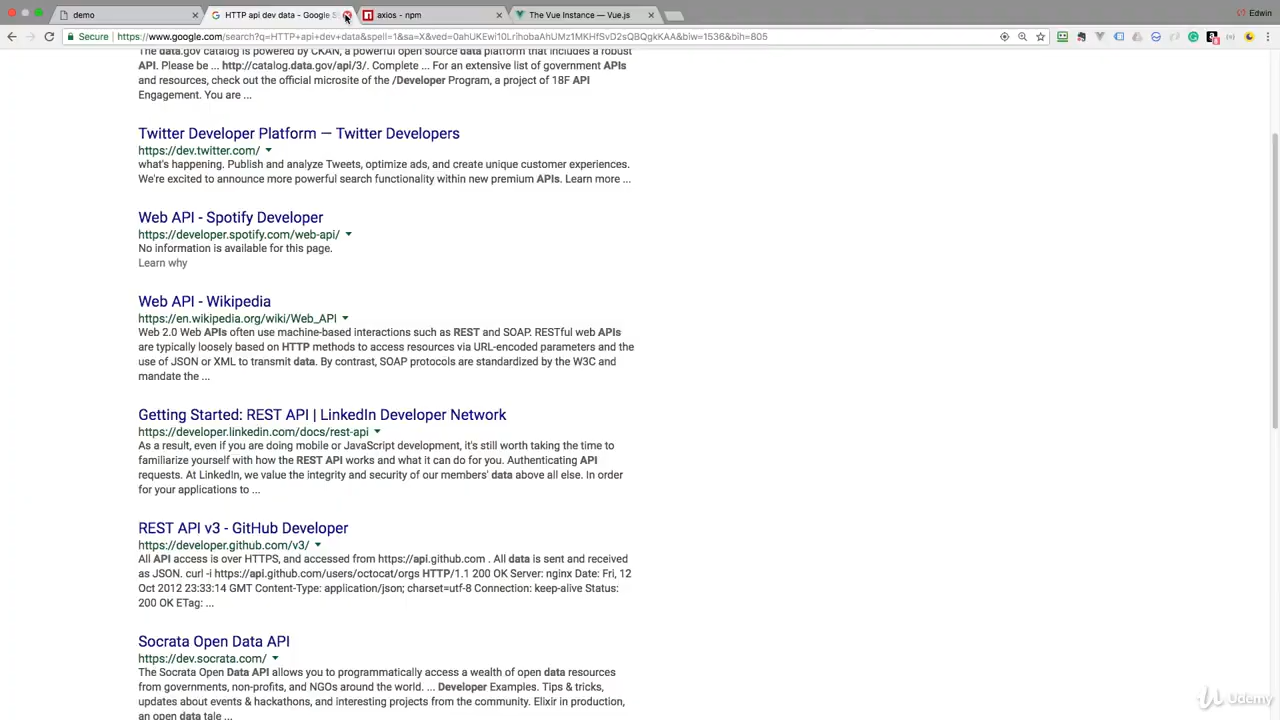 demo
HTTP api dev data - Google S
axios - npm
The Vue Instance — Vue.js
Edwin
Secure
https://www.google.com/search?q=HTTP+api+dev+data&spell=1&sa=X&ved=0ahUKEwi10LrihobaAhUMz1MKHfSvD2sQBQgkKAA&biw=1536&bih=805
The data.gov catalog is powered by CKAN, a powerful open source data platform that includes a robust
API. Please be ... http://catalog.data.gov/api/3/. Complete ... For an extensive list of government APIs
and resources, check out the official microsite of the /Developer Program, a project of 18F API
Engagement. You are ...
Twitter Developer Platform — Twitter Developers
https://dev.twitter.com/
what's happening. Publish and analyze Tweets, optimize ads, and create unique customer experiences.
We're excited to announce more powerful search functionality within new premium APIs. Learn more ...
Web API - Spotify Developer
https://developer.spotify.com/web-api/
No information is available for this page.
Learn why
Web API - Wikipedia
https://en.wikipedia.org/wiki/Web_API
Web 2.0 Web APIs often use machine-based interactions such as REST and SOAP. RESTful web APIs
are typically loosely based on HTTP methods to access resources via URL-encoded parameters and the
use of JSON or XML to transmit data. By contrast, SOAP protocols are standardized by the W3C and
mandate the ...
Getting Started: REST API | LinkedIn Developer Network
https://developer.linkedin.com/docs/rest-api
As a result, even if you are doing mobile or JavaScript development, it's still worth taking the time to
familiarize yourself with how the REST API works and what it can do for you. Authenticating API
requests. At LinkedIn, we value the integrity and security of our members' data above all else. In order
for your applications to ...
REST API v3 - GitHub Developer
https://developer.github.com/v3/
All API access is over HTTPS, and accessed from https://api.github.com . All data is sent and received
as JSON. curl -i https://api.github.com/users/octocat/orgs HTTP/1.1 200 OK Server: nginx Date: Fri, 12
Oct 2012 23:33:14 GMT Content-Type: application/json; charset=utf-8 Connection: keep-alive Status:
200 OK ETag: ...
Socrata Open Data API
https://dev.socrata.com/
The Socrata Open Data API allows you to programmatically access a wealth of open data resources
from governments, non-profits, and NGOs around the world. ... Developer Examples. Tips & tricks,
updates about events & hackathons, and interesting projects from the community. Elixir in production,
an open data tale ...
Udemy